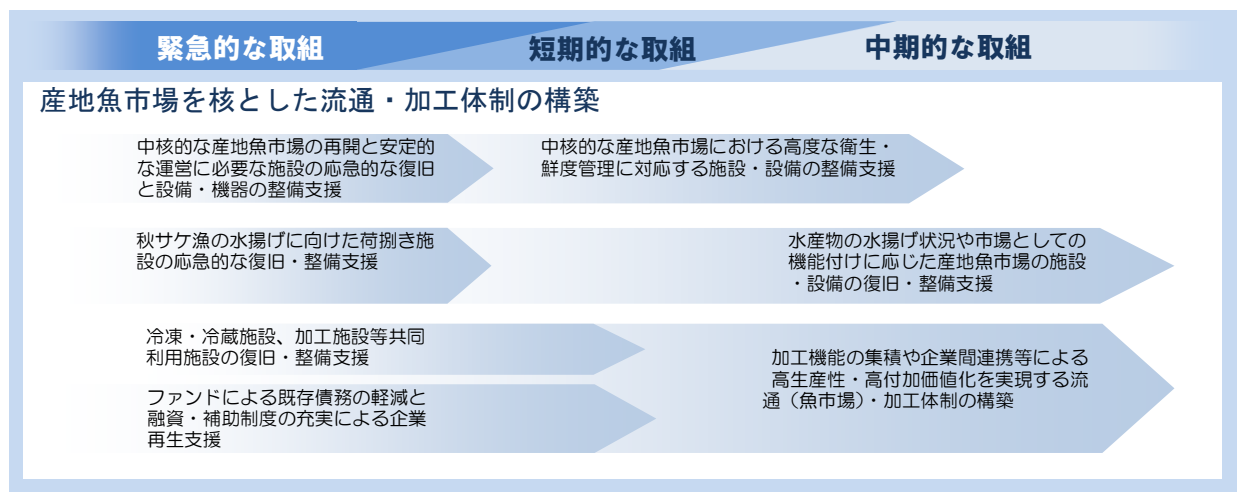 緊急的な取組
短期的な取組
中期的な取組
産地魚市場を核とした流通・加工体制の構築
中核的な産地魚市場の再開と安定的
な運営に必要な施設の応急的な復旧
と設備・機器の整備支援
中核的な産地魚市場における高度な衛生・
鮮度管理に対応する施設・設備の整備支援
秋サケ漁の水揚げに向けた荷捌き施
設の応急的な復旧・整備支援
水産物の水揚げ状況や市場としての
機能付けに応じた産地魚市場の施設
・設備の復旧・整備支援
冷凍・冷蔵施設、加工施設等共同
利用施設の復旧・整備支援
ファンドによる既存債務の軽減と
融資・補助制度の充実による企業
再生支援
加工機能の集積や企業間連携等による
高生産性・高付加価値化を実現する流
通（魚市場）・加工体制の構築